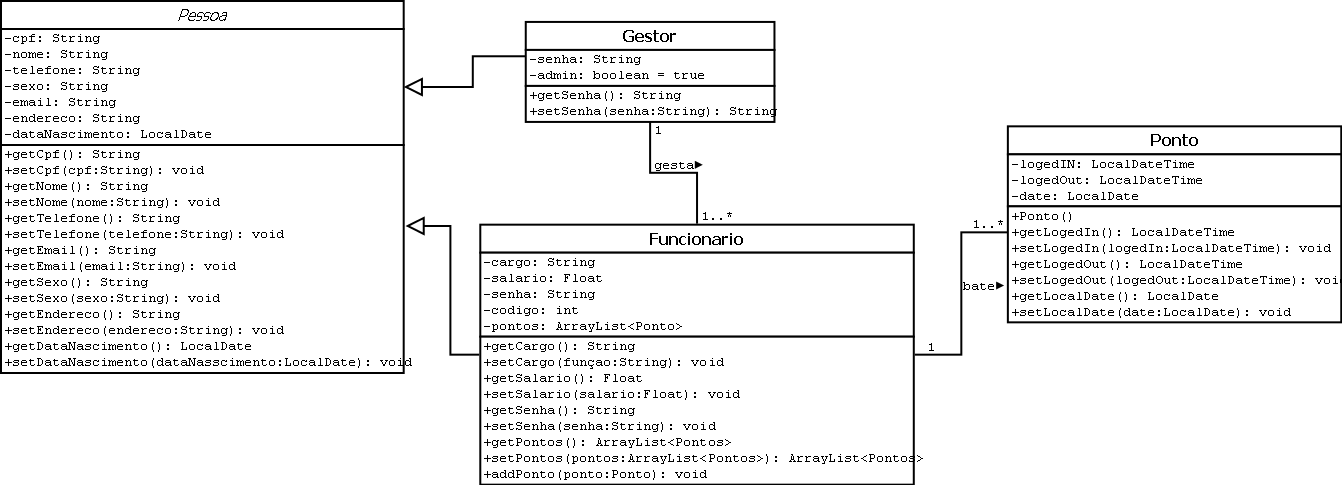 Pessoa
-cpf: String
-nome: String
-telefone: String
-sexo: String
-email: String
-endereco: String
-dataNascimento: LocalDate
+getCpf(): String
+setCpf(cpf:String): void
+getNome(): String
+setNome(nome:String): void
+getTelefone(): String
+setTelefone(telefone:String): void
+getEmail(): String
+setEmail(email:String): void
+getSexo(): String
+setSexo(sexo:String): void
+getEndereco(): String
+setEndereco(endereco:String): void
+getDataNascimento(): LocalDate
+setDataNascimento(dataNasscimento:LocalDate): void
Gestor
-senha: String
-admin: boolean = true
+getSenha(): String
+setSenha(senha:String): String
1
gesta
1..*
Funcionario
-cargo: String
-salario: Float
-senha: String
-codigo: int
-pontos: ArrayList<Ponto>
+getCargo(): String
+setCargo(funçao:String): void
+getSalario(): Float
+setSalario(salario:Float): void
+getSenha(): String
+setSenha(senha:String): void
+getPontos(): ArrayList<Pontos>
+setPontos(pontos:ArrayList<Pontos>): ArrayList<Pontos>
+addPonto(ponto:Ponto): void
1
bate
1..*
Ponto
-logedIN: LocalDateTime
-logedOut: LocalDateTime
-date: LocalDate
+Ponto()
+getLogedIn(): LocalDateTime
+setLogedIn(logedIn:LocalDateTime): void
+getLogedOut(): LocalDateTime
+setLogedOut(logedOut:LocalDateTime): void
+getLocalDate(): LocalDate
+setLocalDate(date:LocalDate): void